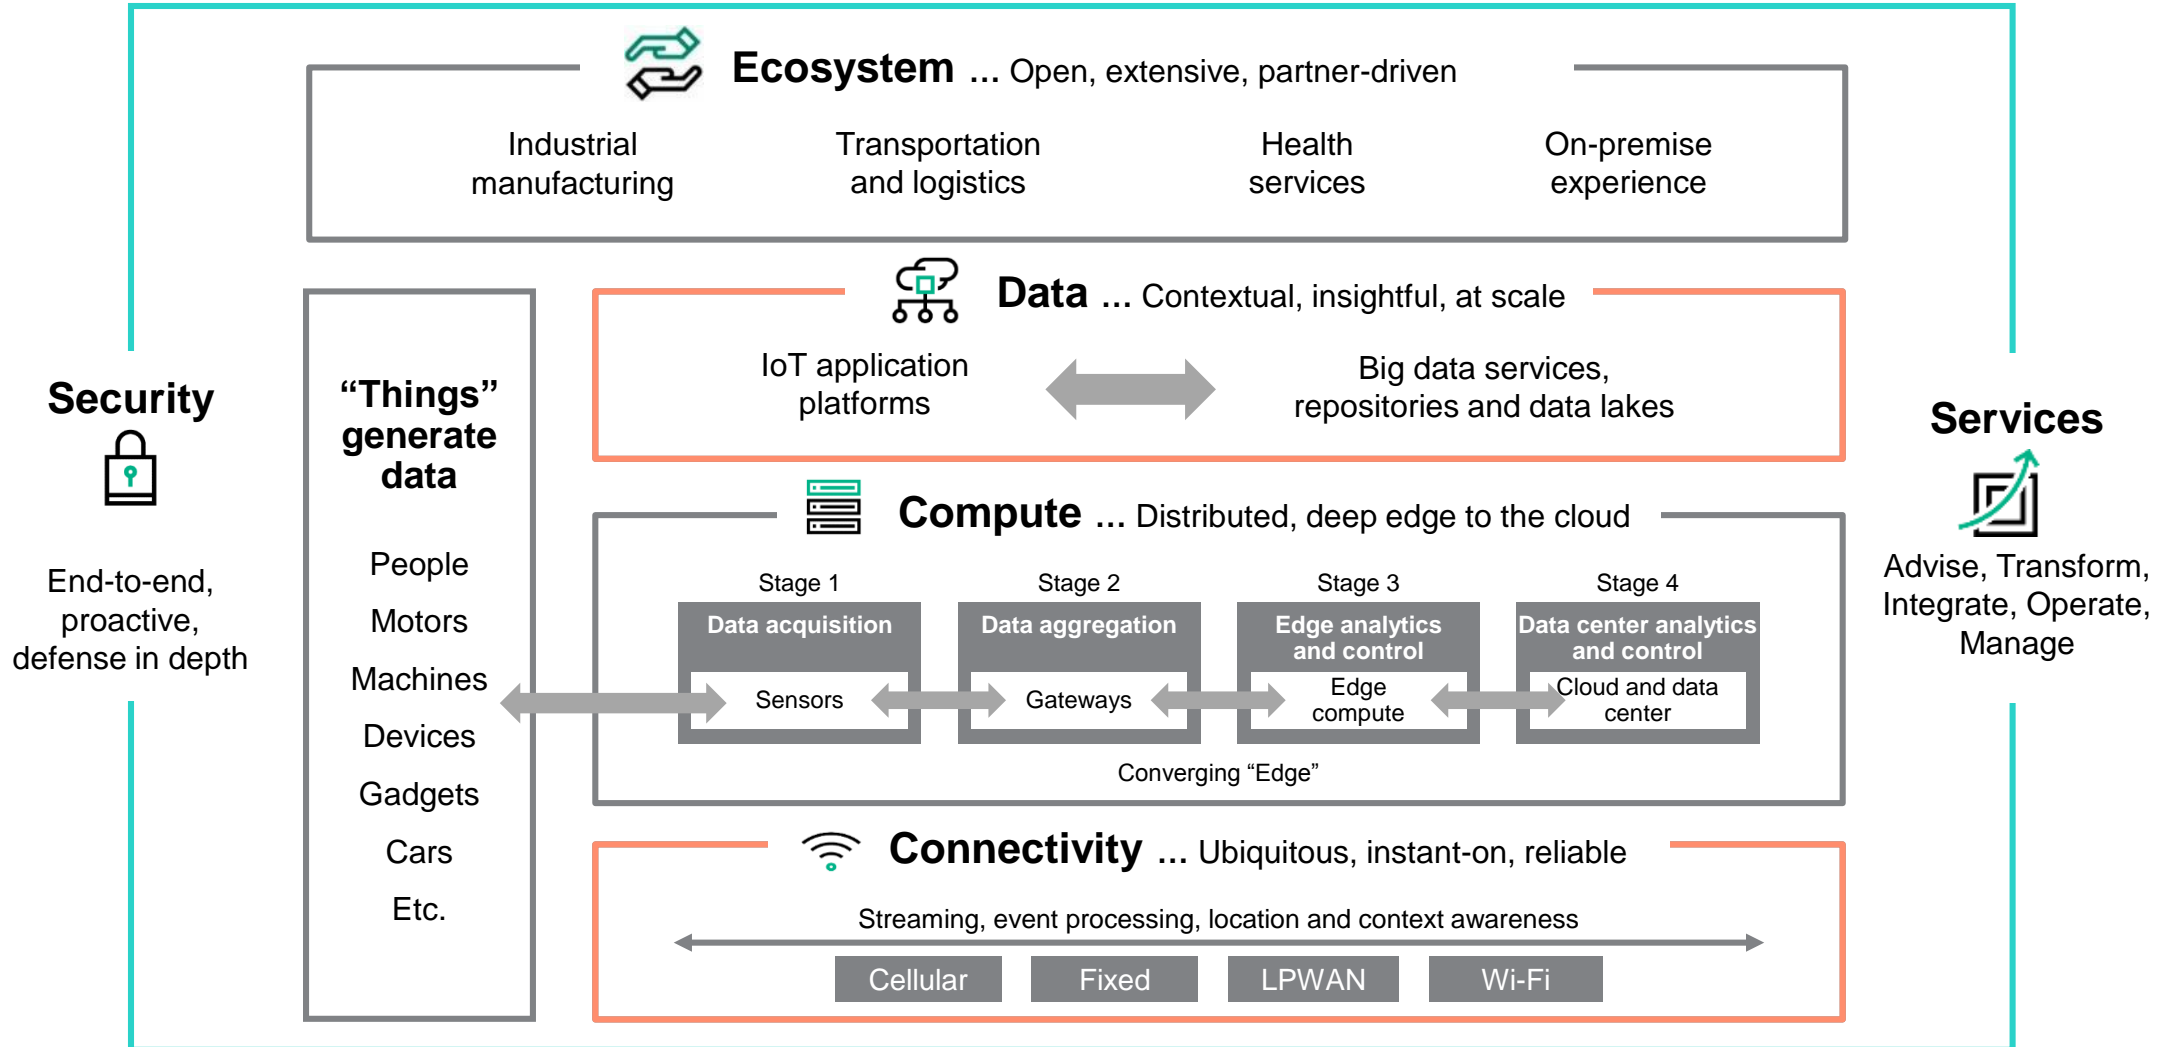 Ecosystem ... Open, extensive, partner-driven
Industrial
manufacturing
Transportation
and logistics
Health
services
On-premise
experience
Security
End-to-end,
proactive,
defense in depth
“Things”
generate
data
People
Motors
Machines
Devices
Gadgets
Cars
Etc.
Data ... Contextual, insightful, at scale
IoT application
platforms
Big data services,
repositories and data lakes
Compute ... Distributed, deep edge to the cloud
Stage 1
Data acquisition
Sensors
Stage 2
Data aggregation
Gateways
Stage 3
Edge analytics
and control
Edge
compute
Stage 4
Data center analytics
and control
Cloud and data
center
Converging “Edge”
Connectivity ... Ubiquitous, instant-on, reliable
Streaming, event processing, location and context awareness
Cellular
Fixed
LPWAN
Wi-Fi
Services
Advise, Transform,
Integrate, Operate,
Manage